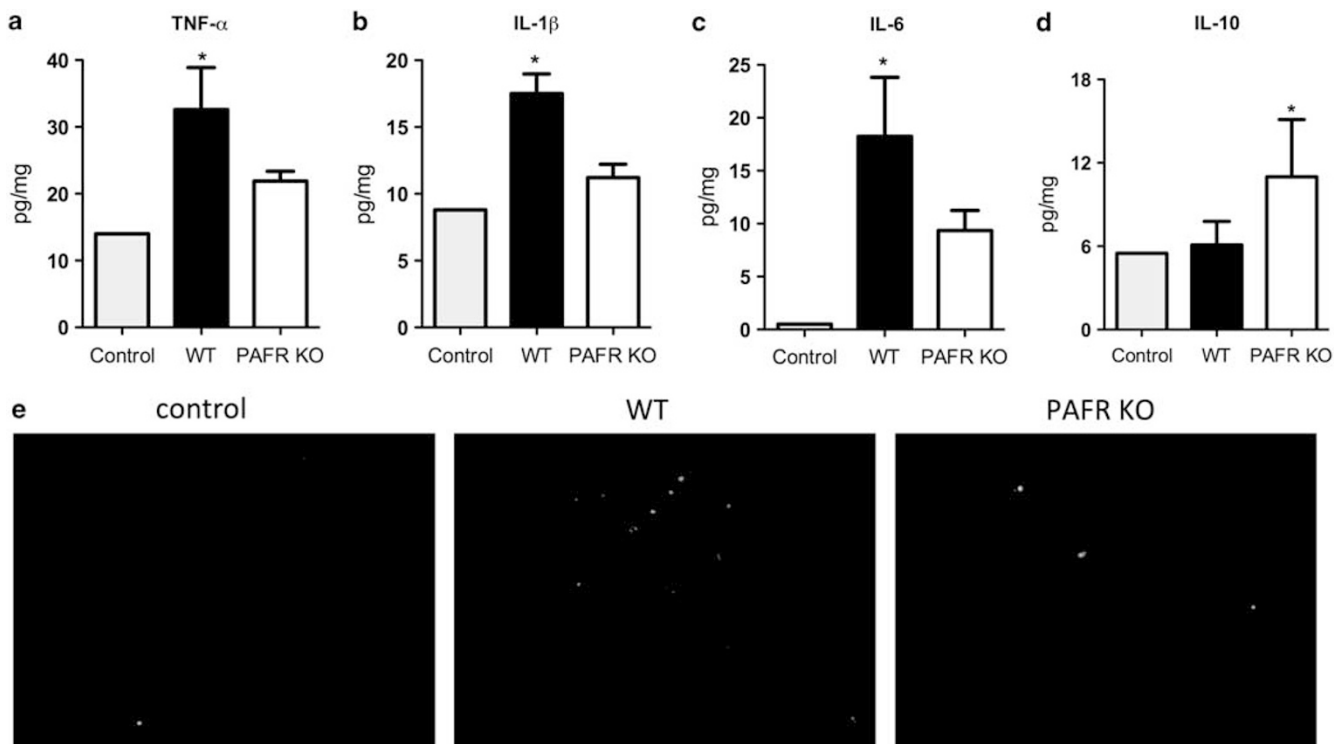 a TNF-α
40
30
20
10
0
pg/mg
*
Control WT PAFR KO
b IL-1β
20
15
10
5
0
pg/mg
*
Control WT PAFR KO
c IL-6
25
20
15
10
5
0
pg/mg
*
Control WT PAFR KO
d IL-10
18
12
6
0
pg/mg
*
Control WT PAFR KO
e control WT PAFR KO